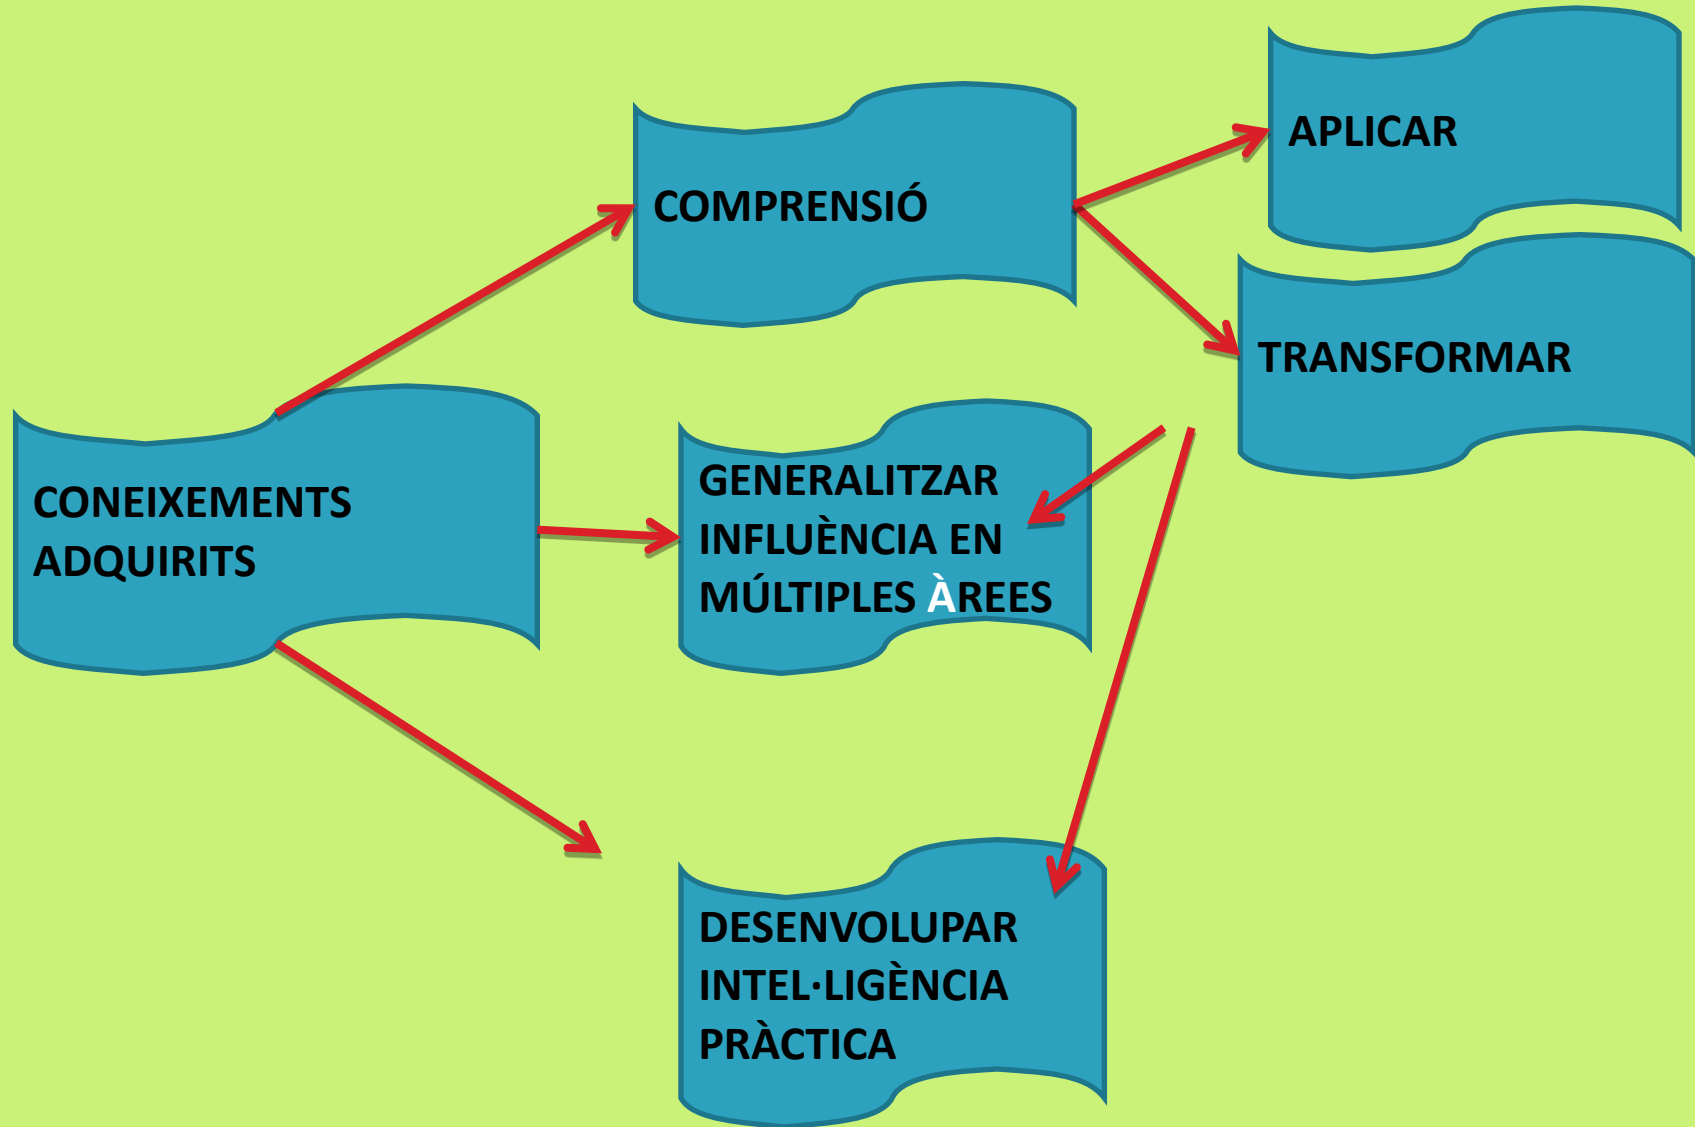 APLICAR
COMPRENSIÓ
TRANSFORMAR
CONEIXEMENTS
ADQUIRITS
GENERALITZAR
INFLUÈNCIA EN
MÚLTIPLES ÀREES
DESENVOLUPAR
INTEL·LIGÈNCIA
PRÀCTICA